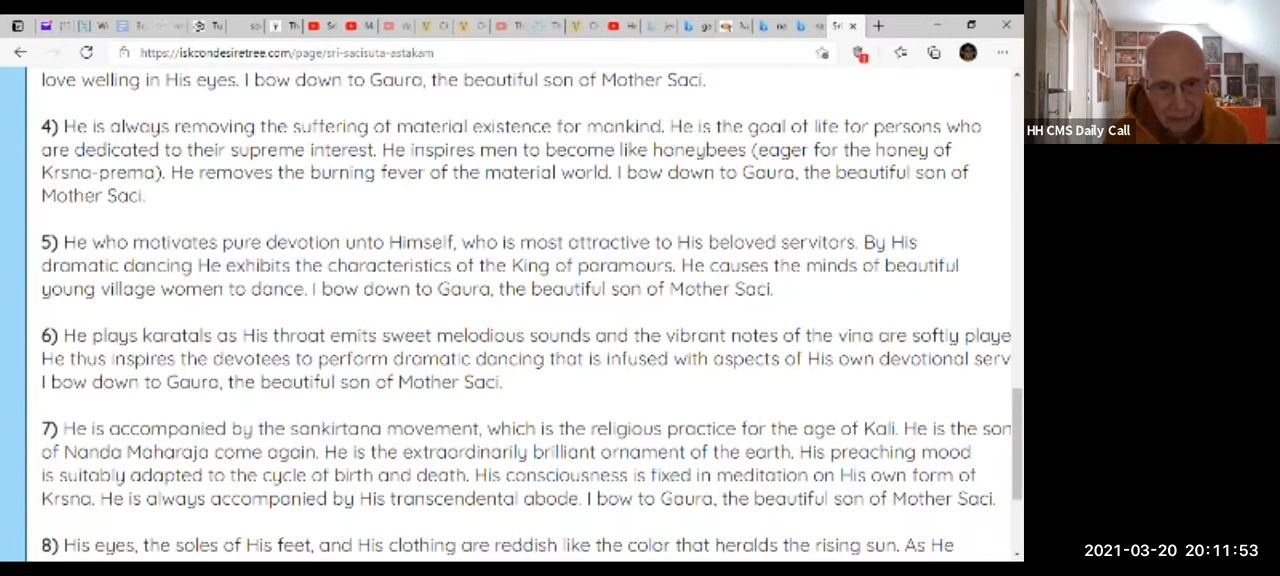 https://iskcondesiretree.com/page/sri-sacisuta-astakam
love welling in His eyes. I bow down to Gaura, the beautiful son of Mother Saci.
4) He is always removing the suffering of material existence for mankind. He is the goal of life for persons who
are dedicated to their supreme interest. He inspires men to become like honeybees (eager for the honey of
Krsna-prema). He removes the burning fever of the material world. I bow down to Gaura, the beautiful son of
Mother Saci.
5) He who motivates pure devotion unto Himself, who is most attractive to His beloved servitors. By His
dramatic dancing He exhibits the characteristics of the King of paramours. He causes the minds of beautiful
young village women to dance. I bow down to Gaura, the beautiful son of Mother Saci.
6) He plays karatals as His throat emits sweet melodious sounds and the vibrant notes of the vina are softly playe
He thus inspires the devotees to perform dramatic dancing that is infused with aspects of His own devotional serv
I bow down to Gaura, the beautiful son of Mother Saci.
7) He is accompanied by the sankirtana movement, which is the religious practice for the age of Kali. He is the son
of Nanda Maharaja come again. He is the extraordinarily brilliant ornament of the earth. His preaching mood
is suitably adapted to the cycle of birth and death. His consciousness is fixed in meditation on His own form of
Krsna. He is always accompanied by His transcendental abode. I bow to Gaura, the beautiful son of Mother Saci.
8) His eyes, the soles of His feet, and His clothing are reddish like the color that heralds the rising sun. As He
HH CMS Daily Call
2021-03-20 20:11:53